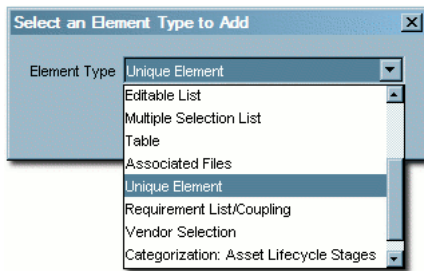 Select an Element Type to Add
Element Type Unique Element
Editable List
Multiple Selection List
Table
Associated Files
Unique Element
Requirement List/Coupling
Vendor Selection
Categorization: Asset Lifecycle Stages